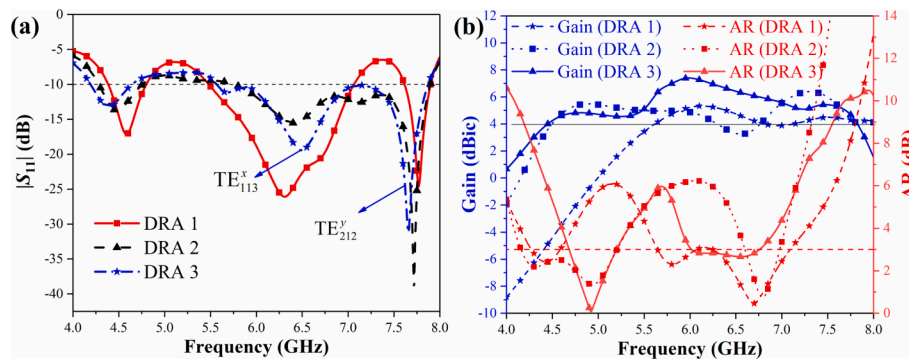 (a)
|S11| (dB)
0
-5
-10
-15
-20
-25
-30
-35
-40
TE^x_113
TE^y_212
DRA 1
DRA 2
DRA 3
4.0 4.5 5.0 5.5 6.0 6.5 7.0 7.5 8.0
Frequency (GHz)
(b)
Gain (dBic)
12
10
8
6
4
2
0
-2
-4
-6
-8
-10
Gain (DRA 1) AR (DRA 1)
Gain (DRA 2) AR (DRA 2)
Gain (DRA 3) AR (DRA 3)
14
12
10
8
6
4
2
0
AR (dB)
4.0 4.5 5.0 5.5 6.0 6.5 7.0 7.5 8.0
Frequency (GHz)